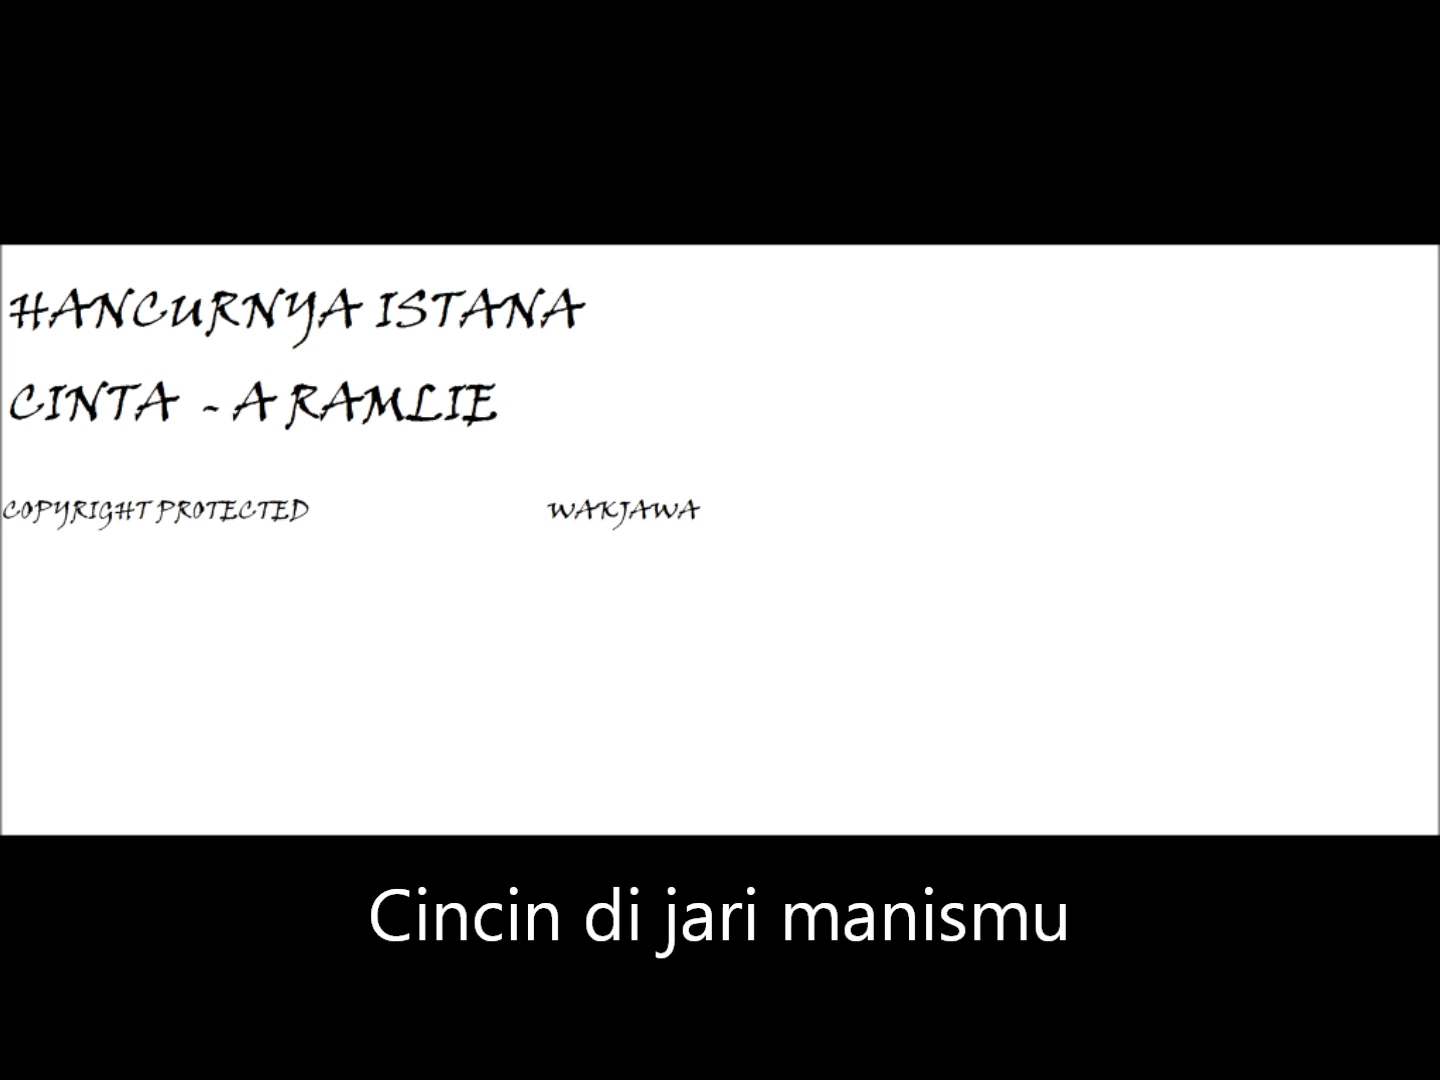 HANCURNYA ISTANA
CINTA - A RAMLIE
COPYRIGHT PROTECTED WAKJAWA
Cincin di jari manismu